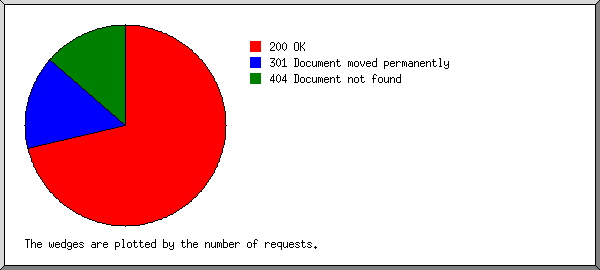 200 OK
301 Document moved permanently
404 Document not found
The wedges are plotted by the number of requests.